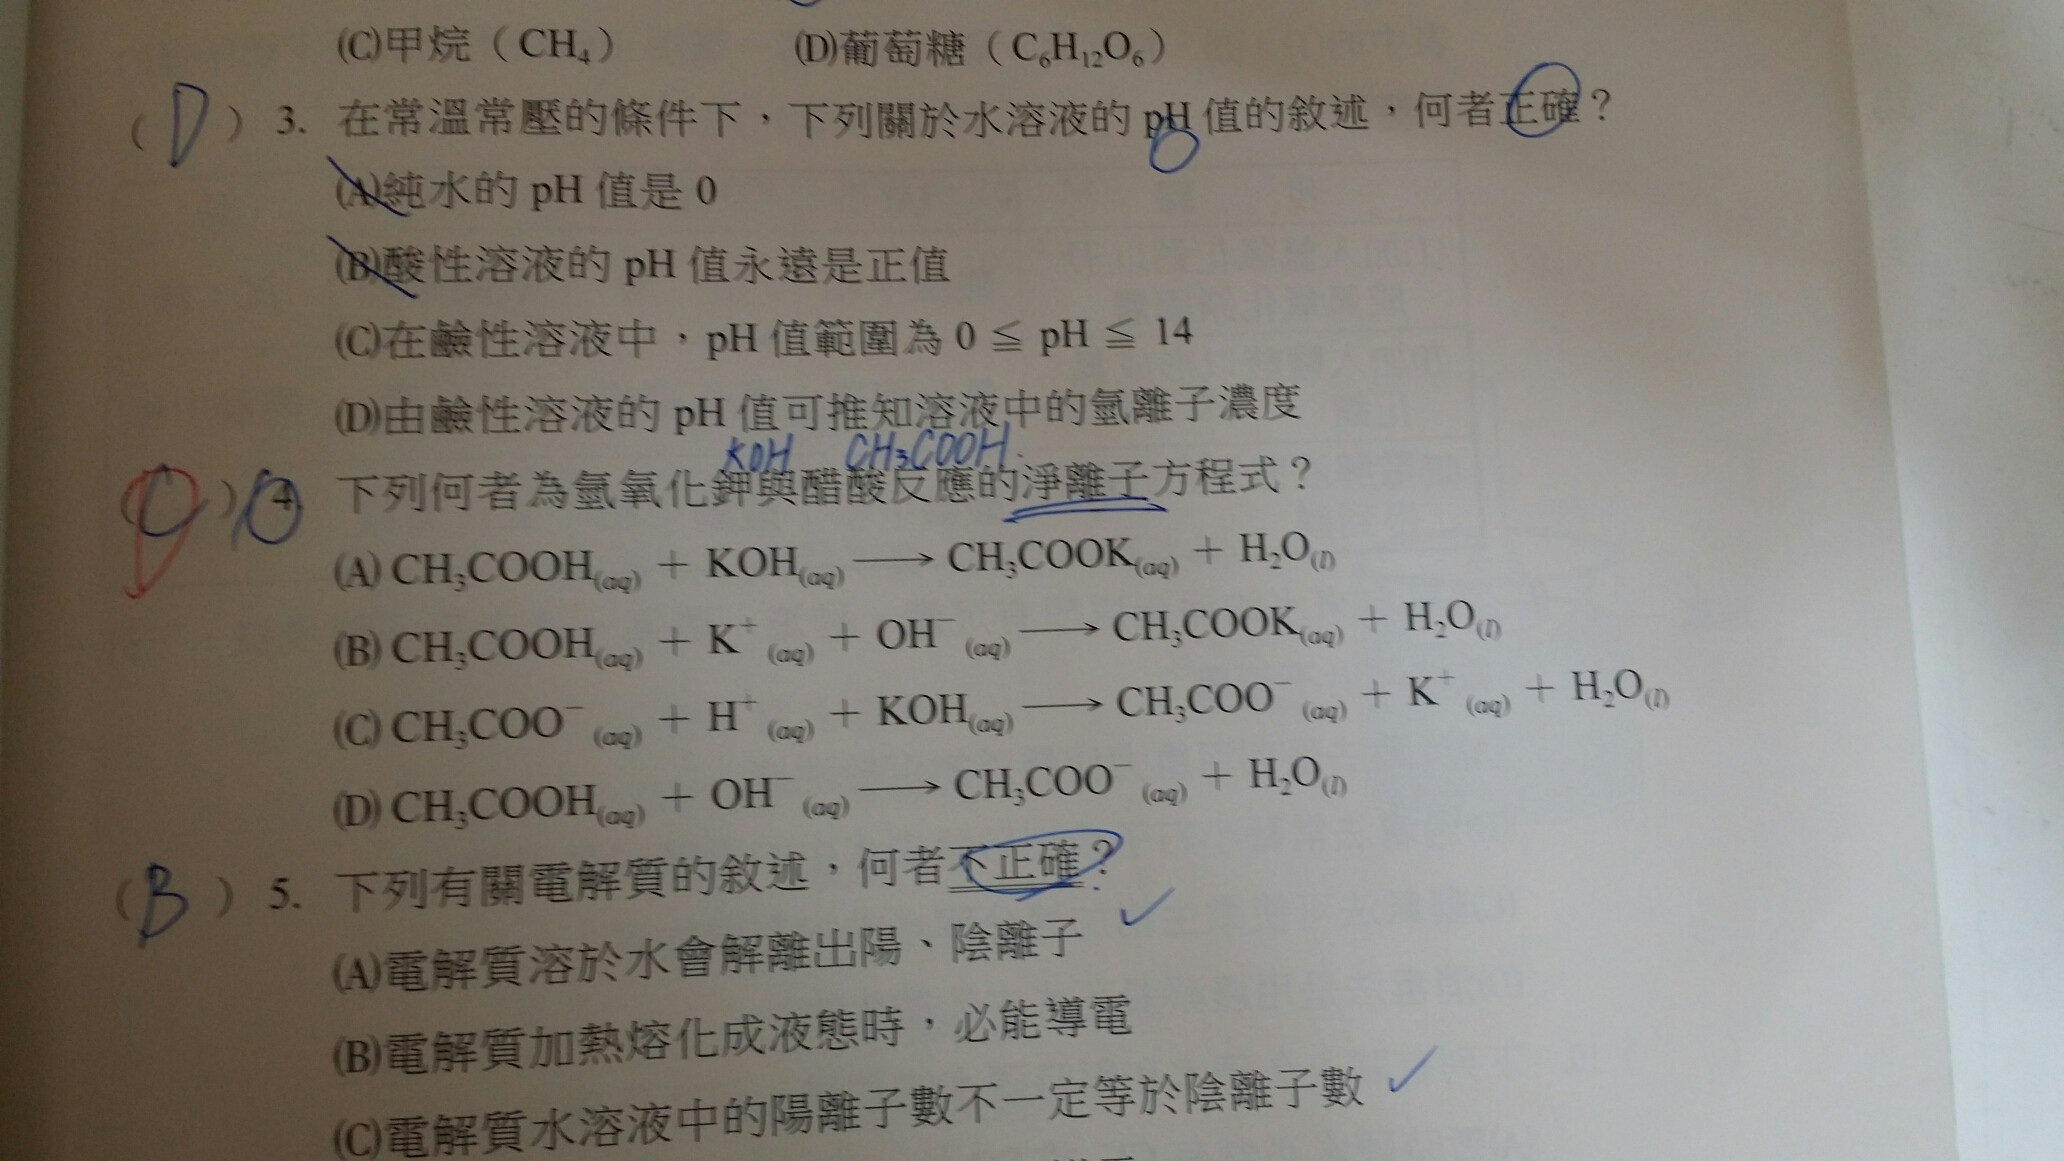 (C)甲烷（CH₄） (D)葡萄糖（C₆H₁₂O₆）
（D）3. 在常溫常壓的條件下，下列關於水溶液的 pH 值的敘述，何者正確？
(A)純水的 pH 值是 0
(B)酸性溶液的 pH 值永遠是正值
(C)在鹼性溶液中，pH 值範圍為 0 ≦ pH ≦ 14
(D)由鹼性溶液的 pH 值可推知溶液中的氫離子濃度
KOH CH₃COOH
（C）4 下列何者為氫氧化鉀與醋酸反應的淨離子方程式？
(A) CH₃COOH(aq) + KOH(aq) ⟶ CH₃COOK(aq) + H₂O(l)
(B) CH₃COOH(aq) + K⁺(aq) + OH⁻(aq) ⟶ CH₃COOK(aq) + H₂O(l)
(C) CH₃COO⁻(aq) + H⁺(aq) + KOH(aq) ⟶ CH₃COO⁻(aq) + K⁺(aq) + H₂O(l)
(D) CH₃COOH(aq) + OH⁻(aq) ⟶ CH₃COO⁻(aq) + H₂O(l)
（B）5. 下列有關電解質的敘述，何者不正確？
(A)電解質溶於水會解離出陽、陰離子
(B)電解質加熱熔化成液態時，必能導電
(C)電解質水溶液中的陽離子數不一定等於陰離子數